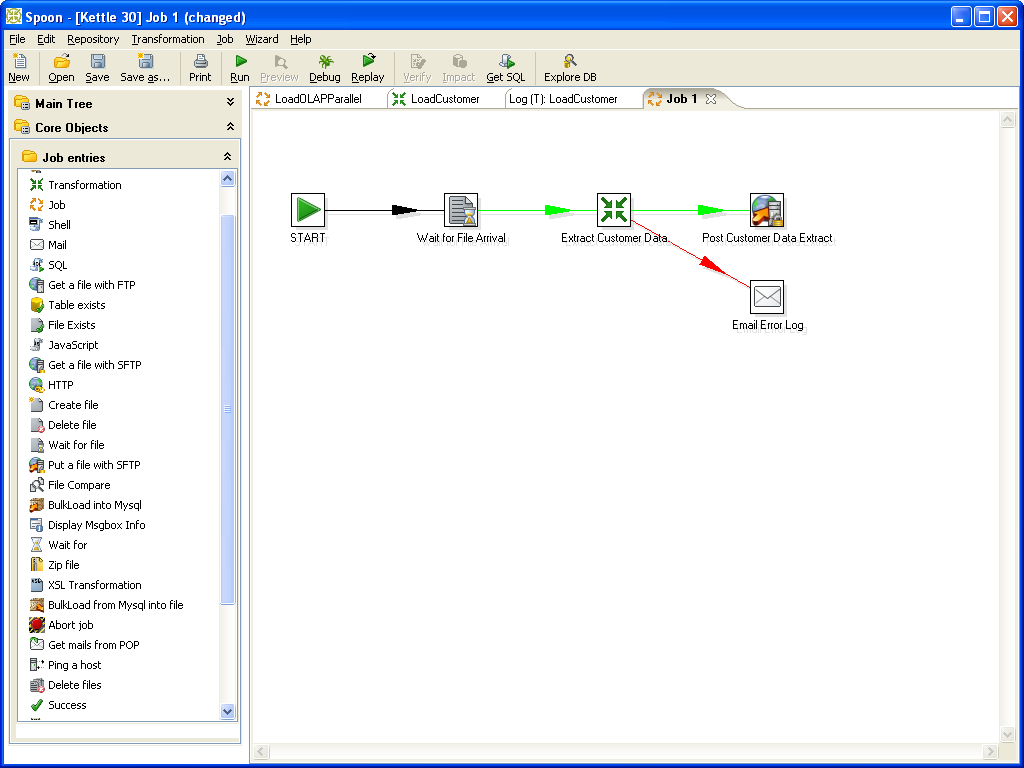 Spoon - [Kettle 30] Job 1 (changed)
File Edit Repository Transformation Job Wizard Help
New Open Save Save as... Print Run Preview Debug Replay Verify Impact Get SQL Explore DB
Main Tree
Core Objects
Job entries
Transformation
Job
Shell
Mail
SQL
Get a file with FTP
Table exists
File Exists
JavaScript
Get a file with SFTP
HTTP
Create file
Delete file
Wait for file
Put a file with SFTP
File Compare
BulkLoad into Mysql
Display Msgbox Info
Wait for
Zip file
XSL Transformation
BulkLoad from Mysql into file
Abort job
Get mails from POP
Ping a host
Delete files
Success
LoadOLAPParallel LoadCustomer Log (T): LoadCustomer Job 1
START Wait for File Arrival Extract Customer Data. Post Customer Data Extract
Email Error Log